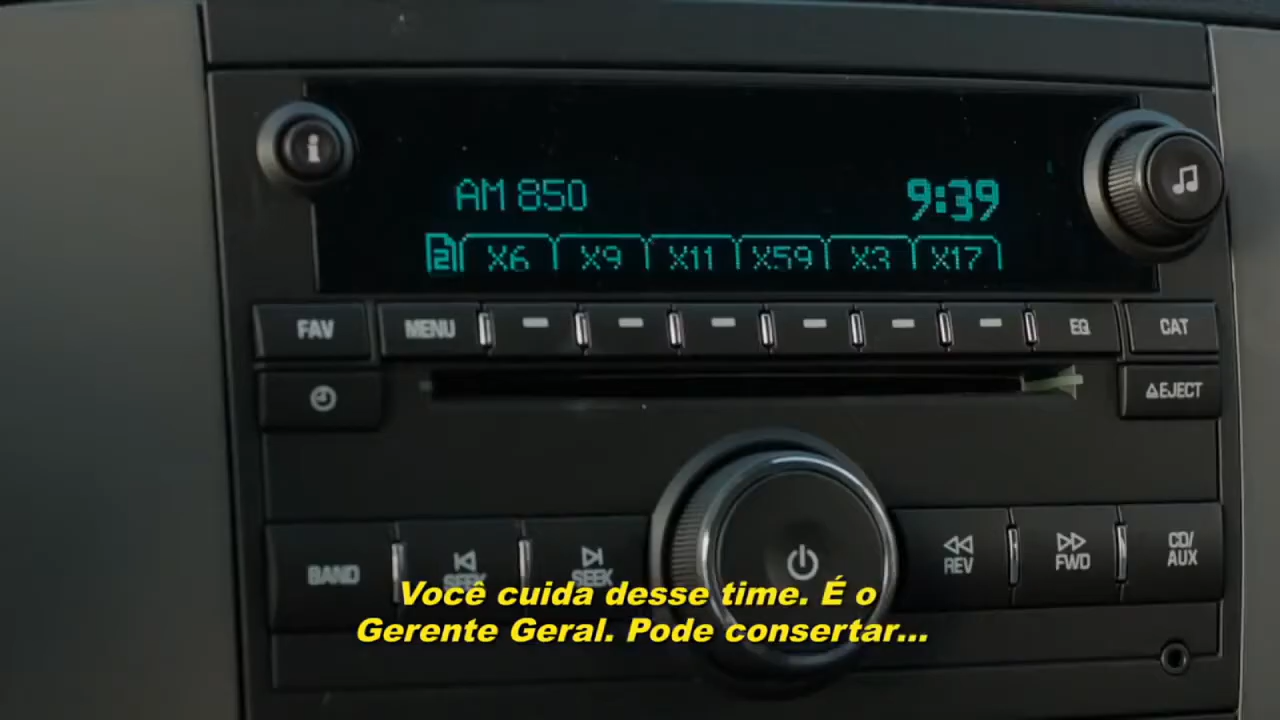 AM 850
9:39
2 X6 X9 X11 X59 X3 X17
FAV MENU EQ CAT
EJECT
BAND SEEK SEEK REV FWD CD/
AUX
Você cuida desse time. É o
Gerente Geral. Pode consertar...